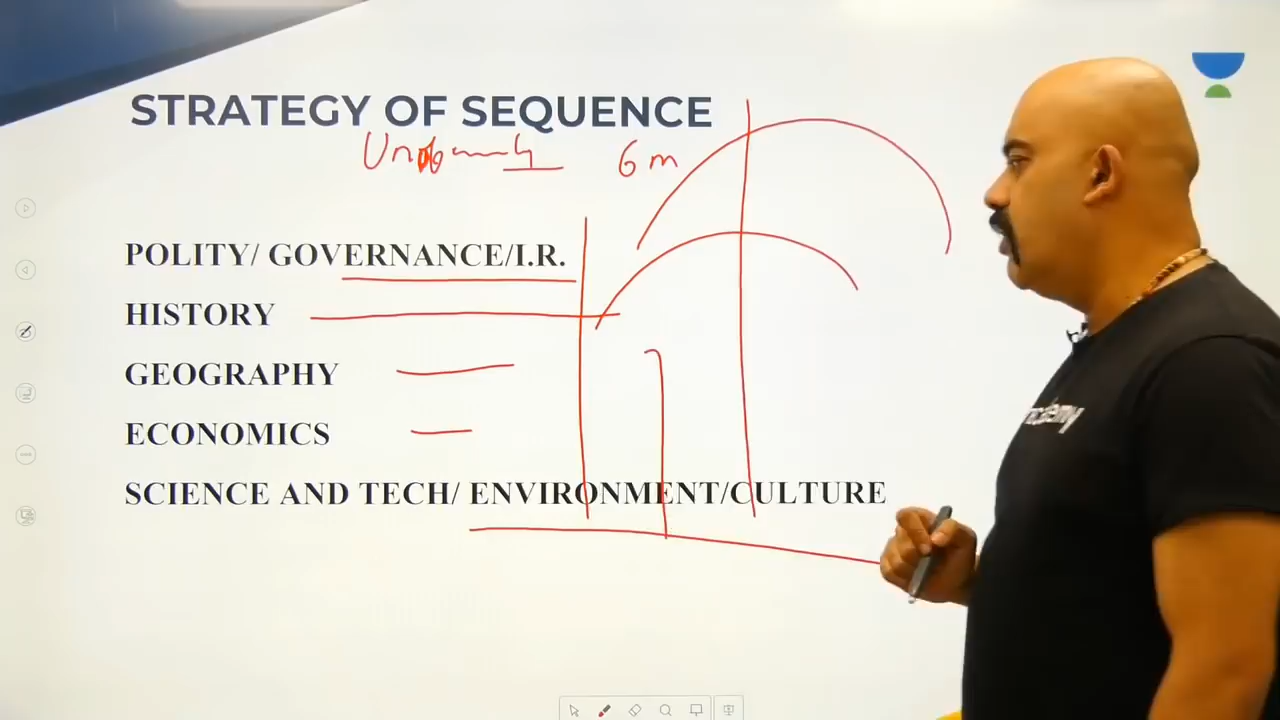 STRATEGY OF SEQUENCE
6 m
POLITY/ GOVERNANCE/I.R.
HISTORY
GEOGRAPHY
ECONOMICS
SCIENCE AND TECH/ ENVIRONMENT/CULTURE